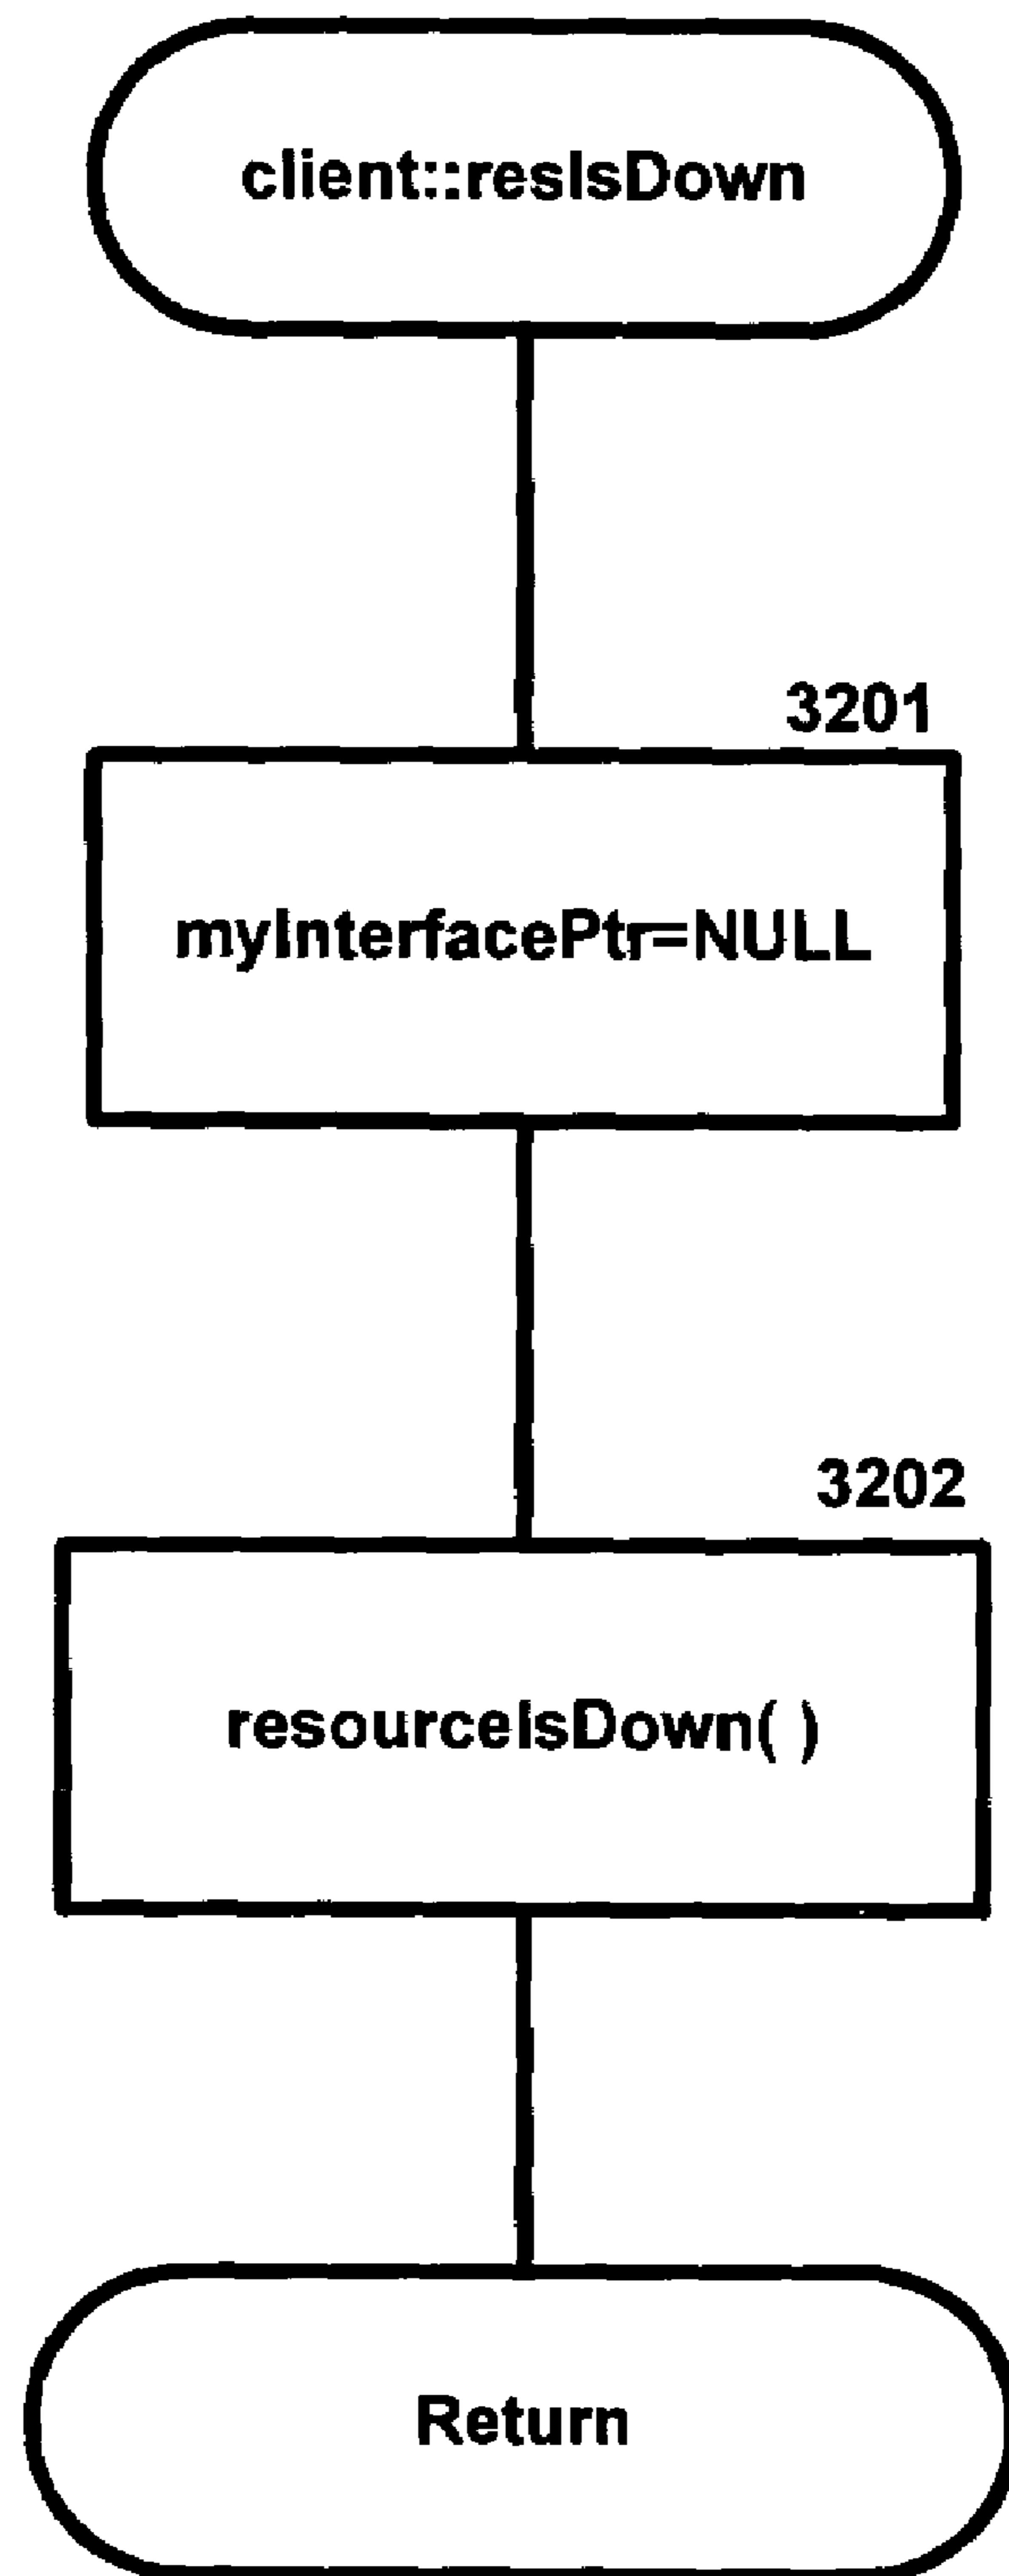 client::resIsDown
3201
myInterfacePtr=NULL
3202
resourceIsDown( )
Return